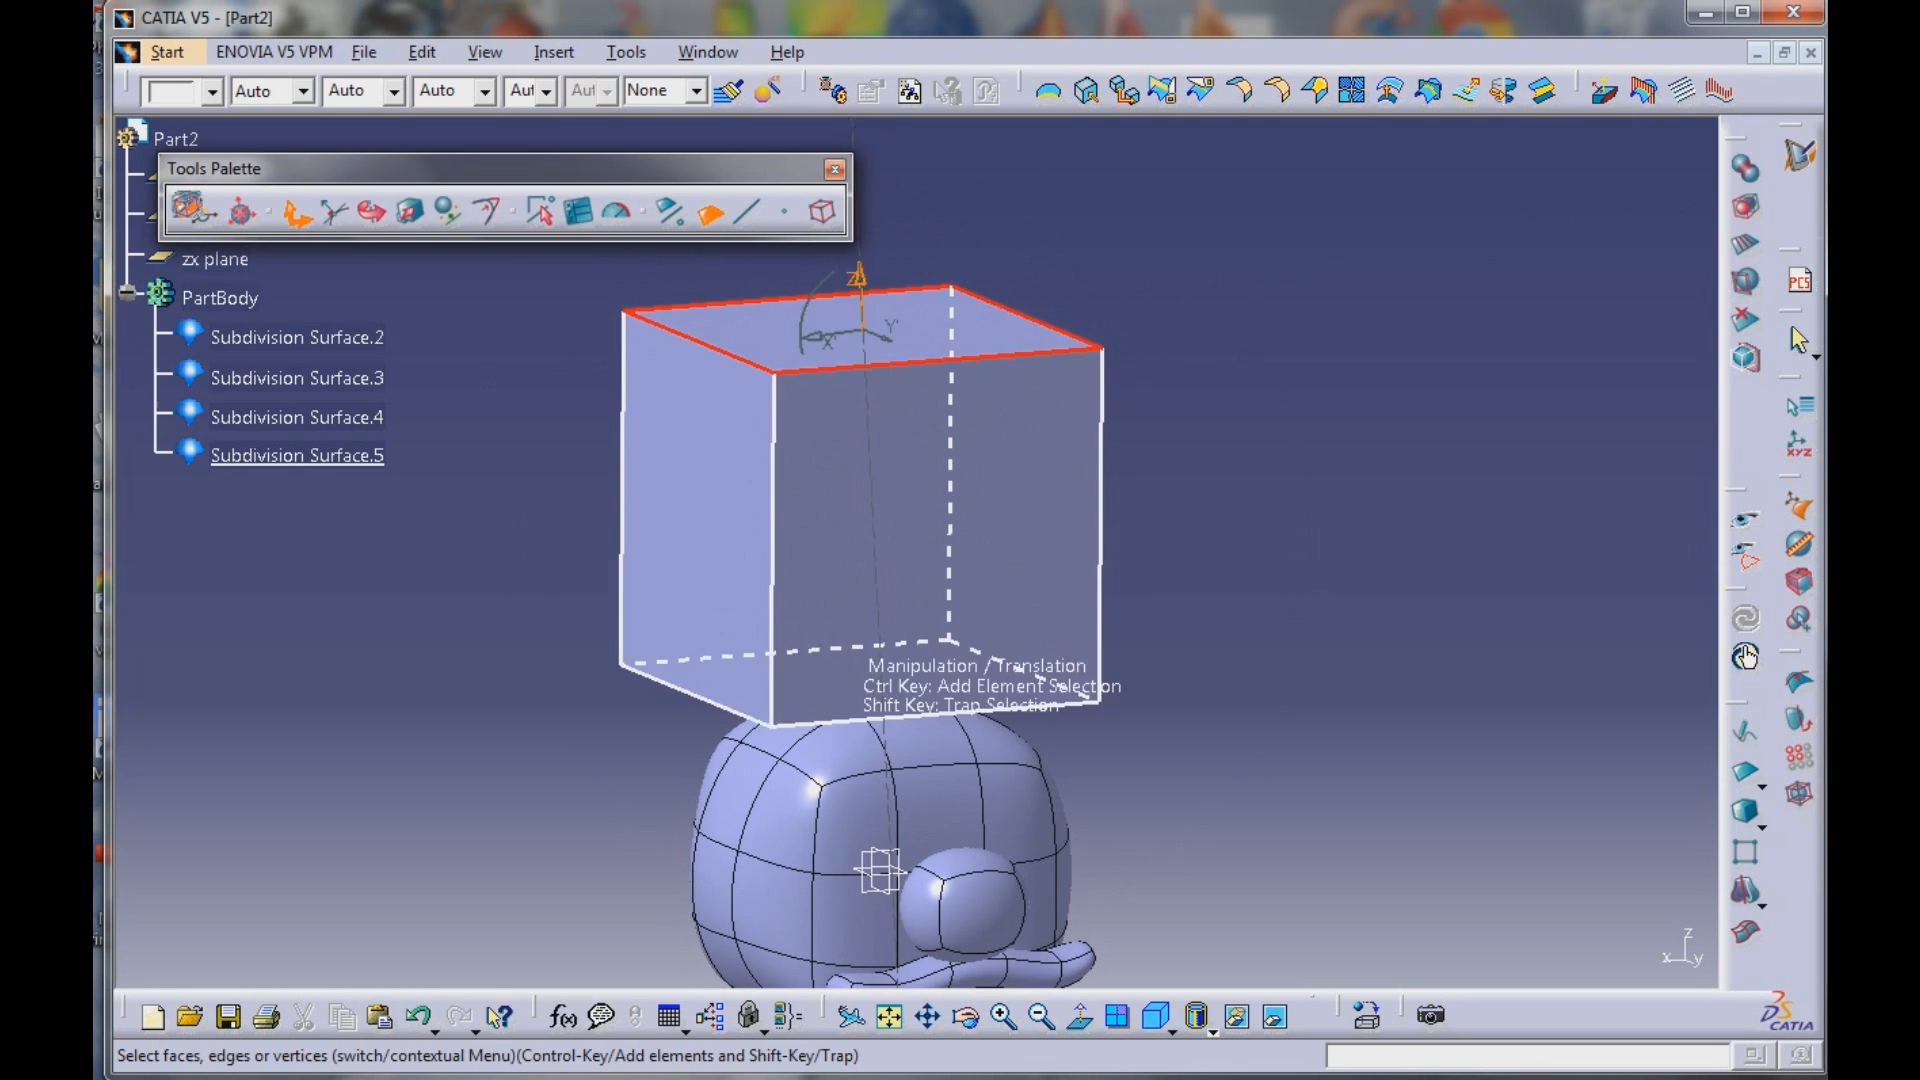 CATIA V5 - [Part2]
Start ENOVIA V5 VPM File Edit View Insert Tools Window Help
Auto Auto Auto Aut Aut None
Part2
Tools Palette
zx plane
PartBody
Subdivision Surface.2
Subdivision Surface.3
Subdivision Surface.4
Subdivision Surface.5
Z
X'
Y'
Manipulation / Translation
Ctrl Key: Add Element Selection
Shift Key: Trap Selection
PCS
XYZ
z
x
y
f(x)
CATIA
Select faces, edges or vertices (switch/contextual Menu)(Control-Key/Add elements and Shift-Key/Trap)